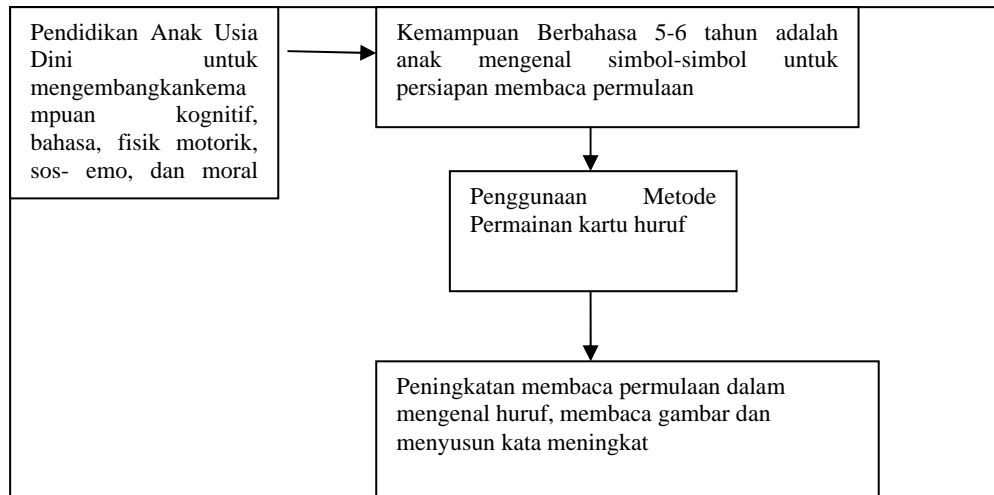 Pendidikan Anak Usia
Dini untuk
mengembangkankema
mpuan kognitif,
bahasa, fisik motorik,
sos- emo, dan moral
Kemampuan Berbahasa 5-6 tahun adalah
anak mengenal simbol-simbol untuk
persiapan membaca permulaan
Penggunaan Metode
Permainan kartu huruf
Peningkatan membaca permulaan dalam
mengenal huruf, membaca gambar dan
menyusun kata meningkat